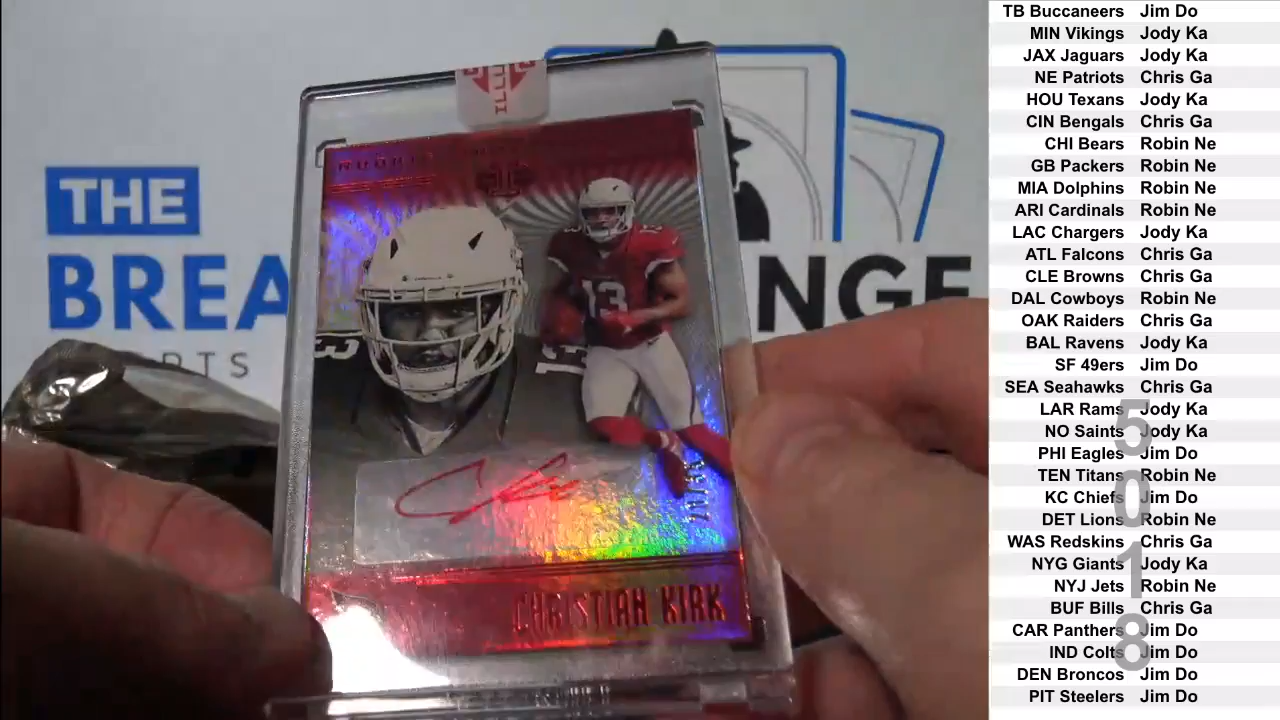 THE
BREA NGE
RTS
ILLU
ROOKIE
13
CHRISTIAN KIRK
TB Buccaneers Jim Do
MIN Vikings Jody Ka
JAX Jaguars Jody Ka
NE Patriots Chris Ga
HOU Texans Jody Ka
CIN Bengals Chris Ga
CHI Bears Robin Ne
GB Packers Robin Ne
MIA Dolphins Robin Ne
ARI Cardinals Robin Ne
LAC Chargers Jody Ka
ATL Falcons Chris Ga
CLE Browns Chris Ga
DAL Cowboys Robin Ne
OAK Raiders Chris Ga
BAL Ravens Jody Ka
SF 49ers Jim Do
SEA Seahawks Chris Ga
LAR Rams Jody Ka
NO Saints Jody Ka
PHI Eagles Jim Do
TEN Titans Robin Ne
KC Chiefs Jim Do
DET Lions Robin Ne
WAS Redskins Chris Ga
NYG Giants Jody Ka
NYJ Jets Robin Ne
BUF Bills Chris Ga
CAR Panthers Jim Do
IND Colts Jim Do
DEN Broncos Jim Do
PIT Steelers Jim Do
5018